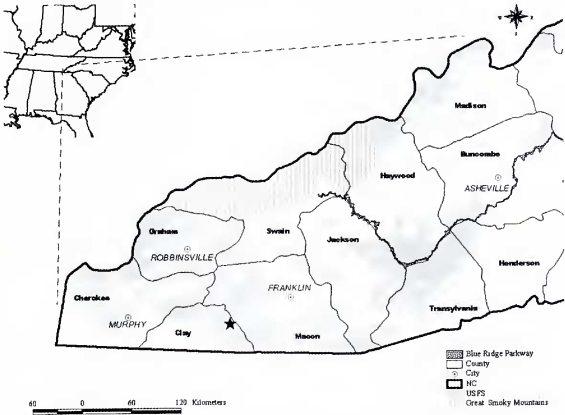 Madison
Buncombe
Haywood
ASHEVILLE
Graham
Swain
Jackson
ROBBINSVILLE
Henderson
FRANKLIN
Cherokee
Transylvania
MURPHY
Clay
Macon
Blue Ridge Parkway
County
City
NC
USFS
Great Smoky Mountains
60 0 60 120 Kilometers